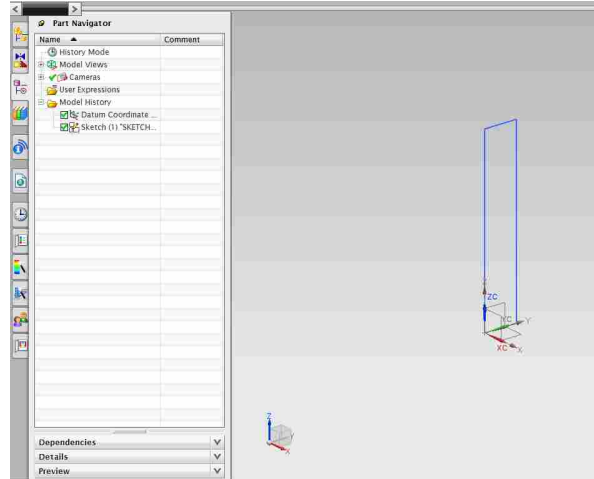 Part Navigator
Name Comment
History Mode
Model Views
Cameras
User Expressions
Model History
Datum Coordinate ...
Sketch (1) "SKETCH...
Z
ZC
YC Y
XC X
Z
Y
X
Dependencies
Details
Preview